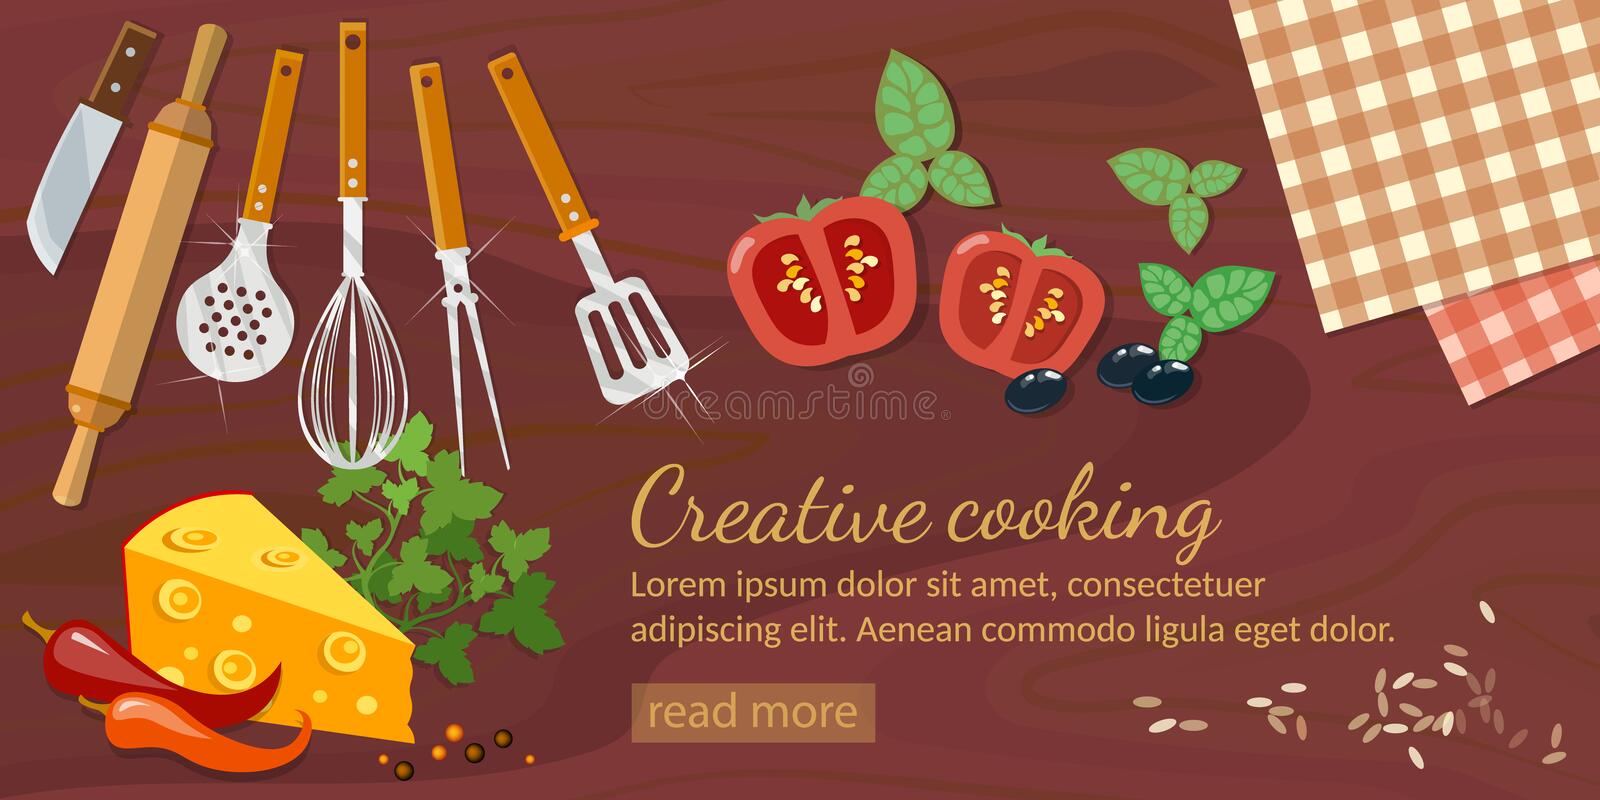 dreamstime
Creative cooking
Lorem ipsum dolor sit amet, consectetuer
adipiscing elit. Aenean commodo ligula eget dolor.
read more